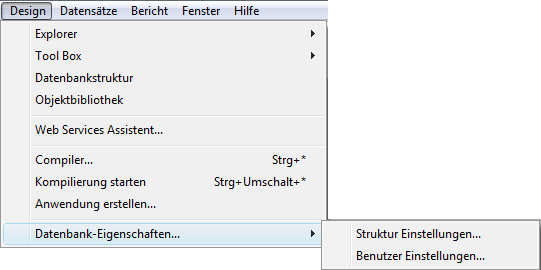 Design Datensätze Bericht Fenster Hilfe
Explorer
Tool Box
Datenbankstruktur
Objektbibliothek
Web Services Assistent...
Compiler... Strg+*
Kompilierung starten Strg+Umschalt+*
Anwendung erstellen...
Datenbank-Eigenschaften...
Struktur Einstellungen...
Benutzer Einstellungen...